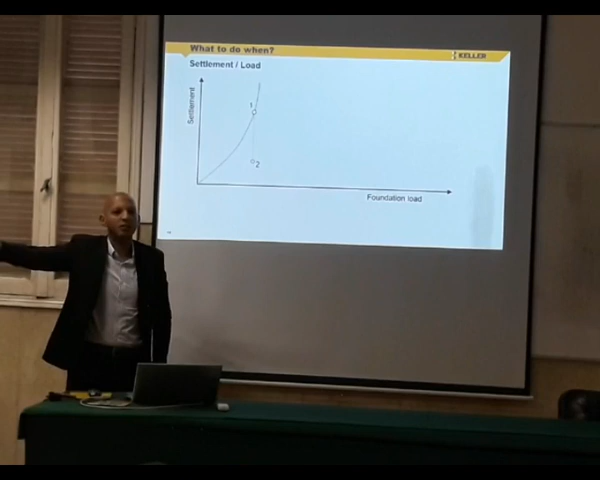 What to do when?
KELLER
Settlement / Load
Settlement
1
2
Foundation load